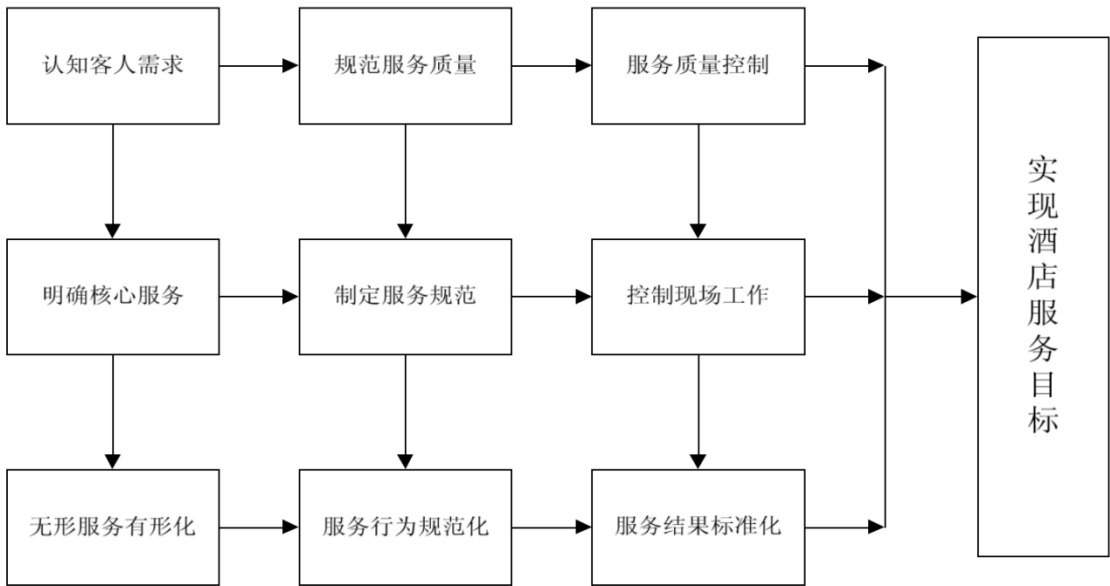 认知客人需求
规范服务质量
服务质量控制
明确核心服务
制定服务规范
控制现场工作
无形服务有形化
服务行为规范化
服务结果标准化
实现酒店服务目标